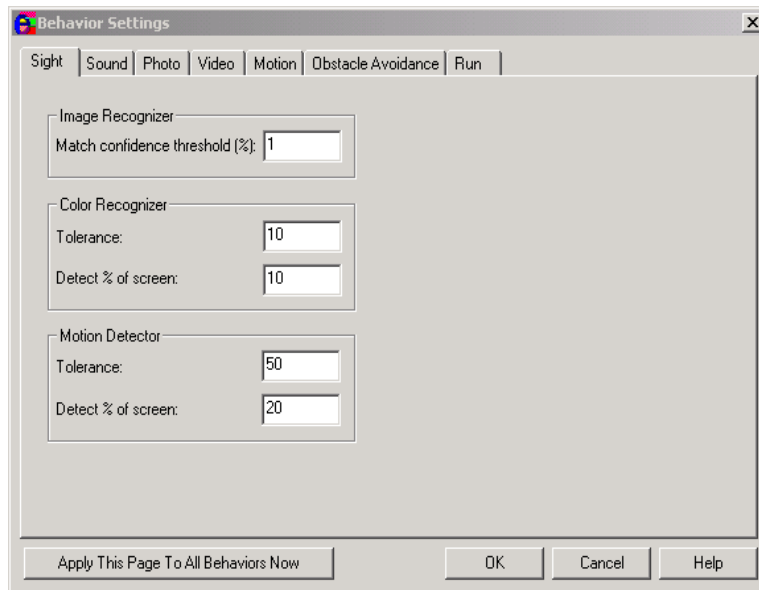 Behavior Settings
Sight Sound Photo Video Motion Obstacle Avoidance Run
Image Recognizer
Match confidence threshold (%): 1
Color Recognizer
Tolerance: 10
Detect % of screen: 10
Motion Detector
Tolerance: 50
Detect % of screen: 20
Apply This Page To All Behaviors Now OK Cancel Help